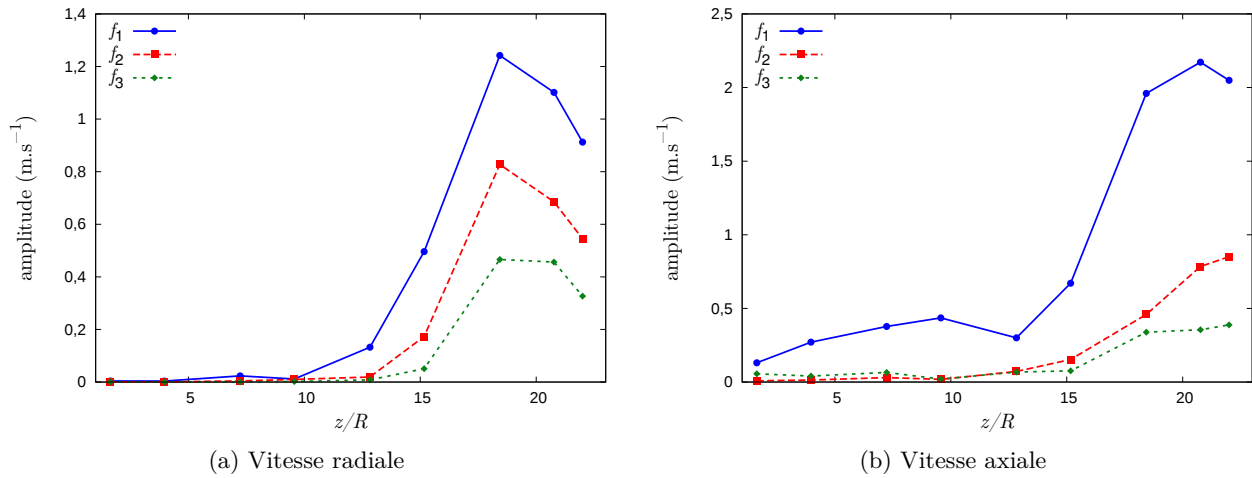 1,4
1,2
1
0,8
0,6
0,4
0,2
0
5
10
15
20
amplitude (m.s⁻¹)
z/R
f₁
f₂
f₃
(a) Vitesse radiale
2,5
2
1,5
1
0,5
0
5
10
15
20
amplitude (m.s⁻¹)
z/R
f₁
f₂
f₃
(b) Vitesse axiale